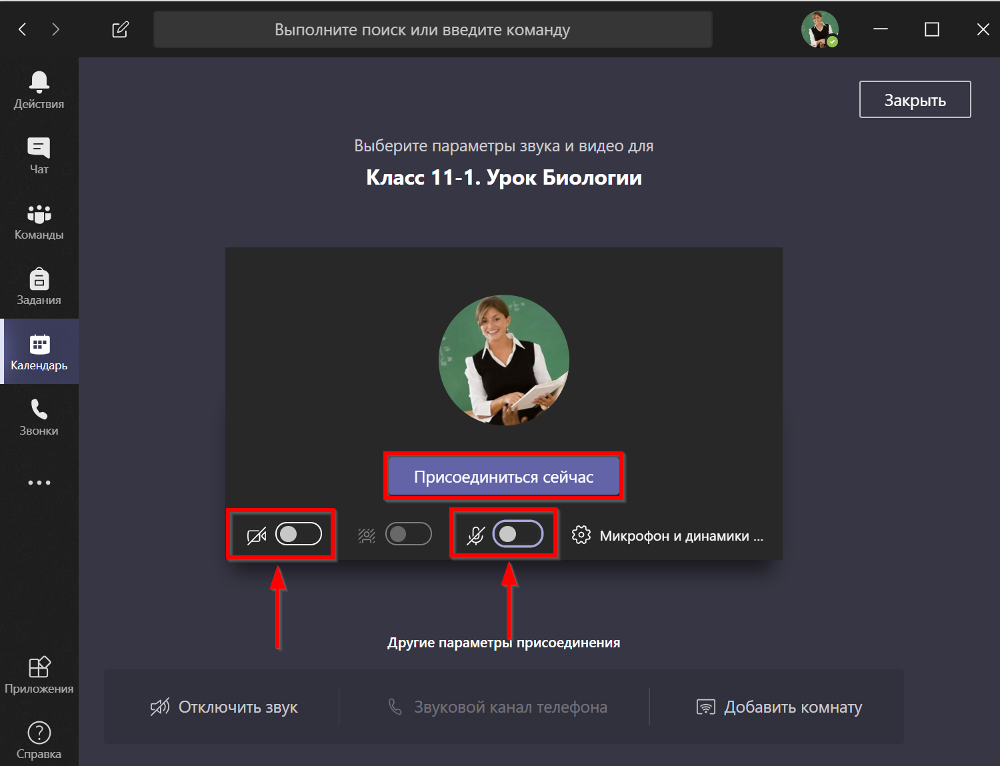 Выполните поиск или введите команду
Действия
Чат
Команды
Задания
Календарь
Звонки
Приложения
Справка
Закрыть
Выберите параметры звука и видео для
Класс 11-1. Урок Биологии
Присоединиться сейчас
Микрофон и динамики ...
Другие параметры присоединения
Отключить звук
Звуковой канал телефона
Добавить комнату